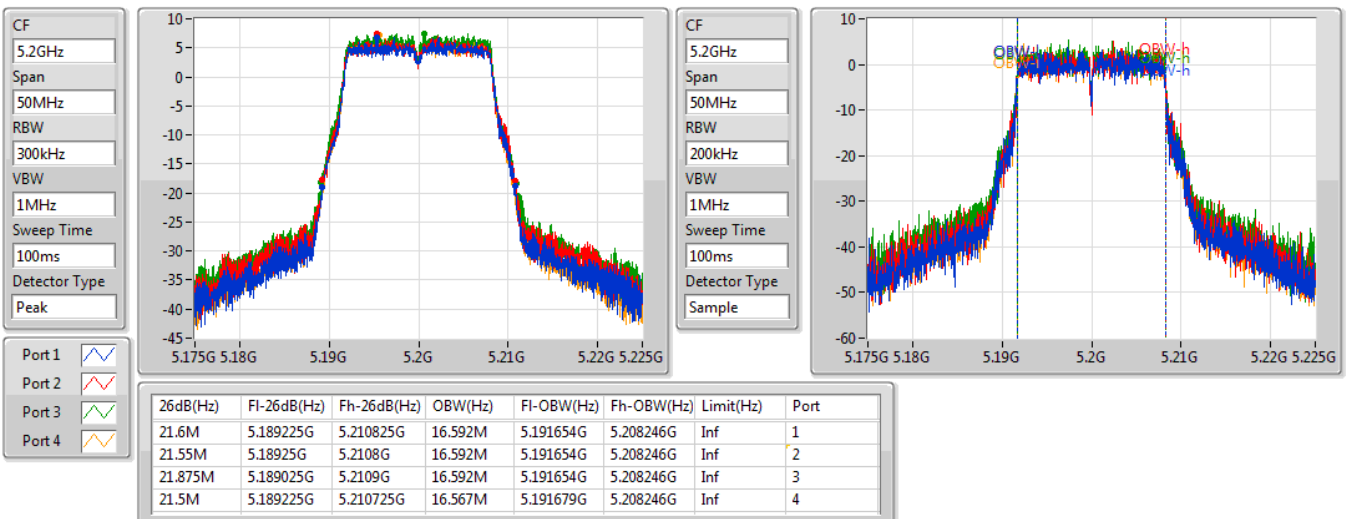 CF
5.2GHz
Span
50MHz
RBW
300kHz
VBW
1MHz
Sweep Time
100ms
Detector Type
Peak
Port 1
Port 2
Port 3
Port 4
10
5
0
-5
-10
-15
-20
-25
-30
-35
-40
-45
5.175G 5.18G 5.19G 5.2G 5.21G 5.22G 5.225G
CF
5.2GHz
Span
50MHz
RBW
200kHz
VBW
1MHz
Sweep Time
100ms
Detector Type
Sample
10
0
-10
-20
-30
-40
-50
-60
OBW-h
OBW-h
OBW-h
5.175G 5.18G 5.19G 5.2G 5.21G 5.22G 5.225G
26dB(Hz) Fl-26dB(Hz) Fh-26dB(Hz) OBW(Hz) Fl-OBW(Hz) Fh-OBW(Hz) Limit(Hz) Port
21.6M 5.189225G 5.210825G 16.592M 5.191654G 5.208246G Inf 1
21.55M 5.18925G 5.2108G 16.592M 5.191654G 5.208246G Inf 2
21.875M 5.189025G 5.2109G 16.592M 5.191654G 5.208246G Inf 3
21.5M 5.189225G 5.210725G 16.567M 5.191679G 5.208246G Inf 4